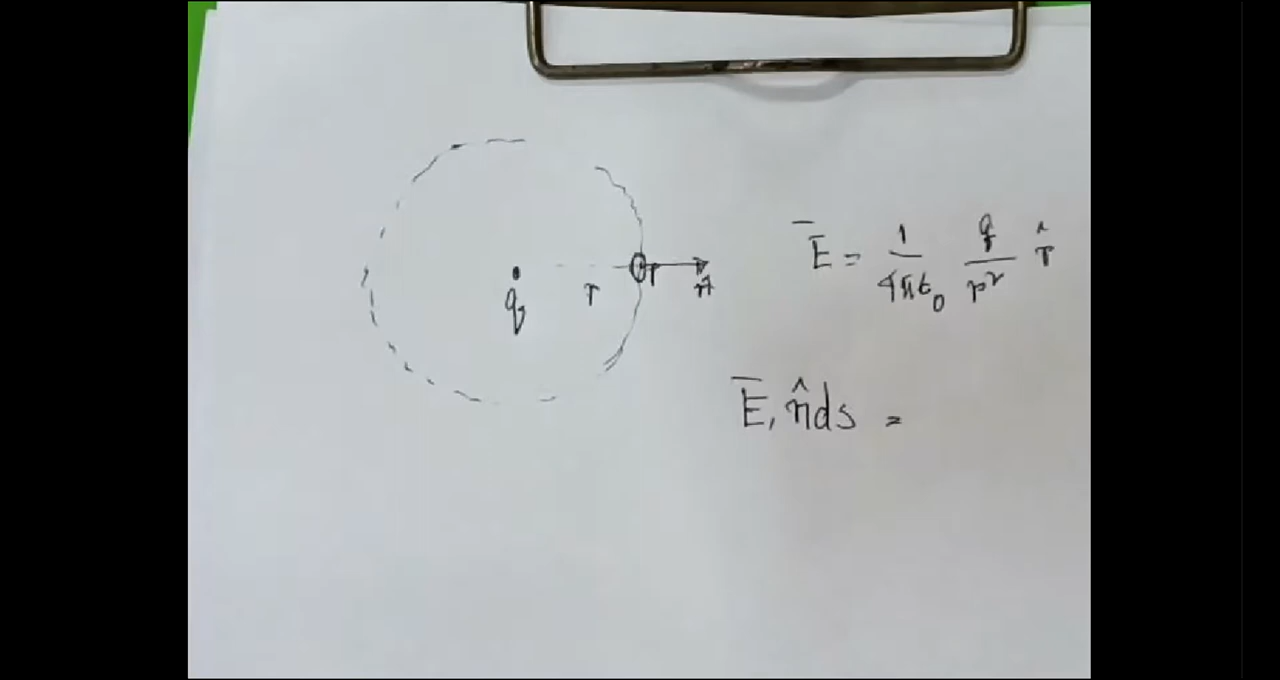 q r P n̂
E̅ = 1/4πε₀ q/r² r̂
E̅, n̂ds =